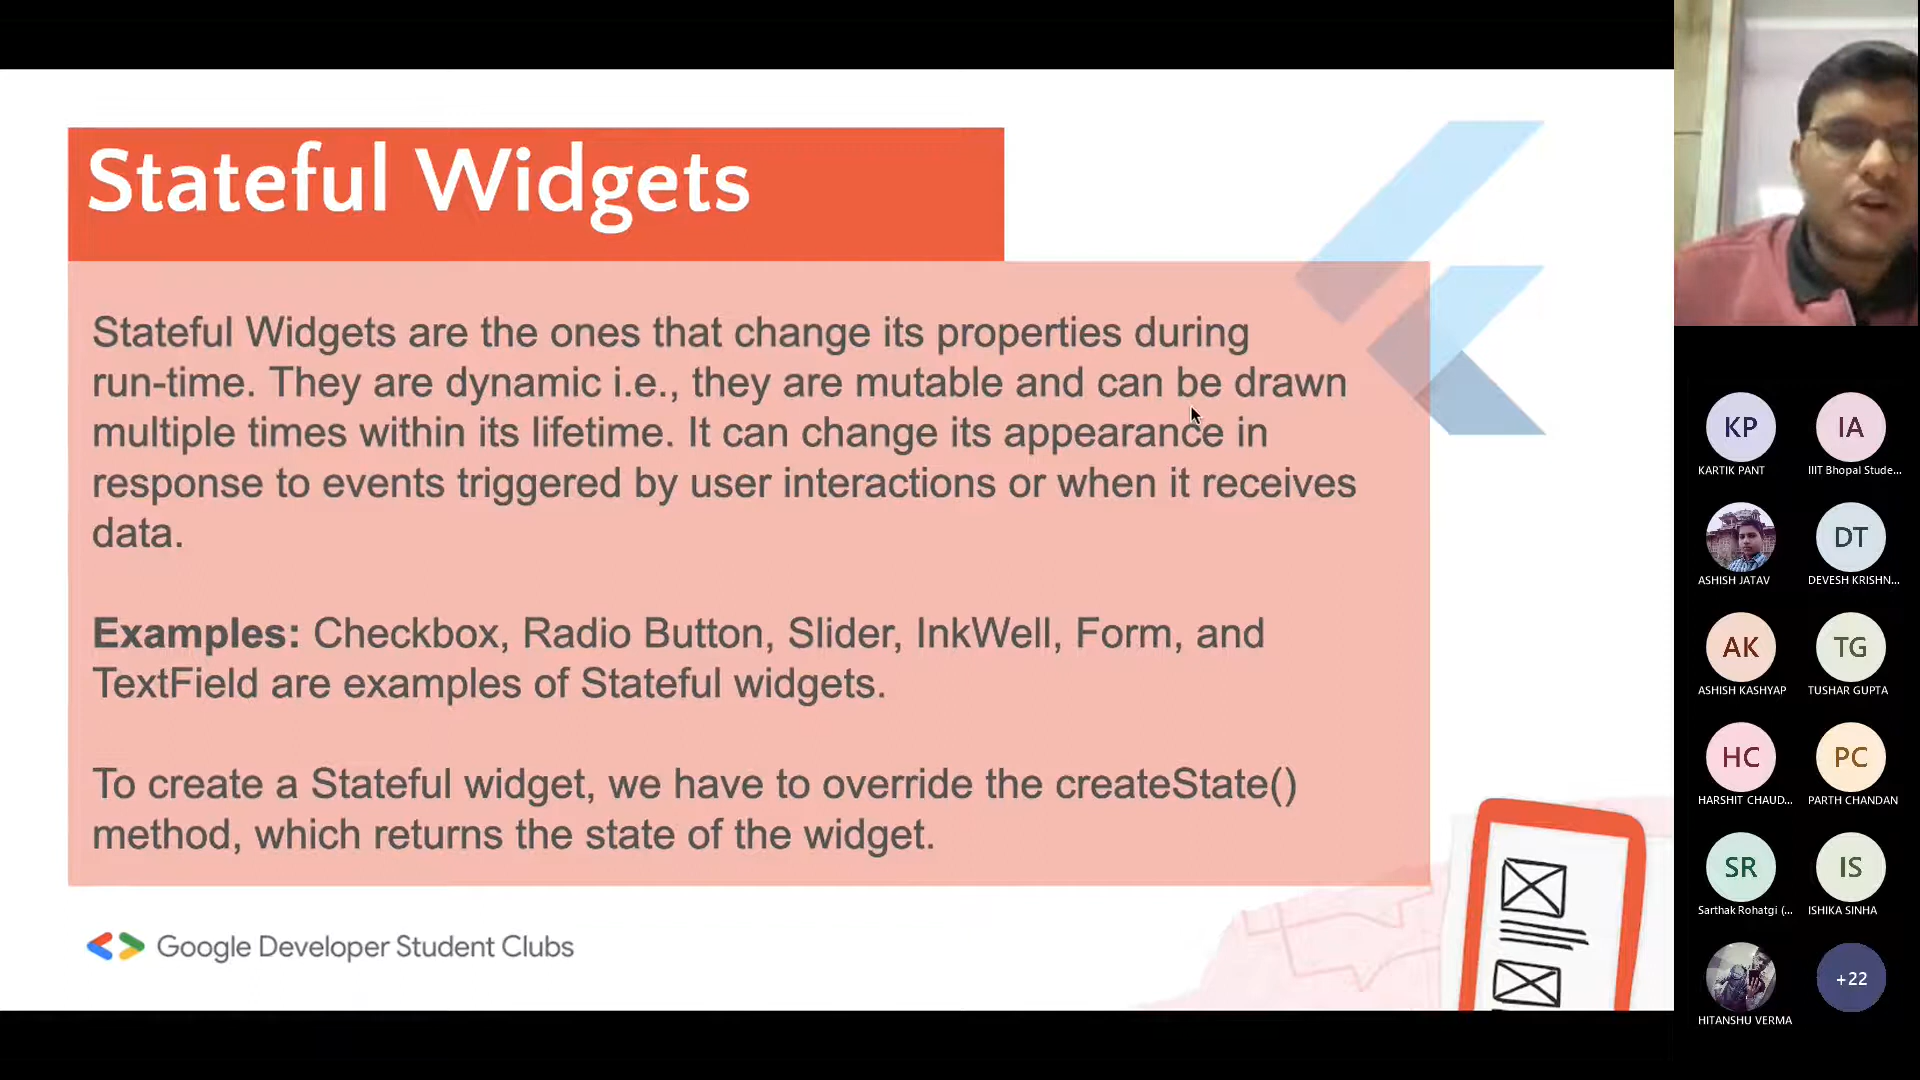 Stateful Widgets
Stateful Widgets are the ones that change its properties during
run-time. They are dynamic i.e., they are mutable and can be drawn
multiple times within its lifetime. It can change its appearance in
response to events triggered by user interactions or when it receives
data.
Examples: Checkbox, Radio Button, Slider, InkWell, Form, and
TextField are examples of Stateful widgets.
To create a Stateful widget, we have to override the createState()
method, which returns the state of the widget.
Google Developer Student Clubs
KP
KARTIK PANT
IA
IIIT Bhopal Stude...
ASHISH JATAV
DT
DEVESH KRISHN...
AK
ASHISH KASHYAP
TG
TUSHAR GUPTA
HC
HARSHIT CHAUD...
PC
PARTH CHANDAN
SR
Sarthak Rohatgi (...
IS
ISHIKA SINHA
HITANSHU VERMA
+22